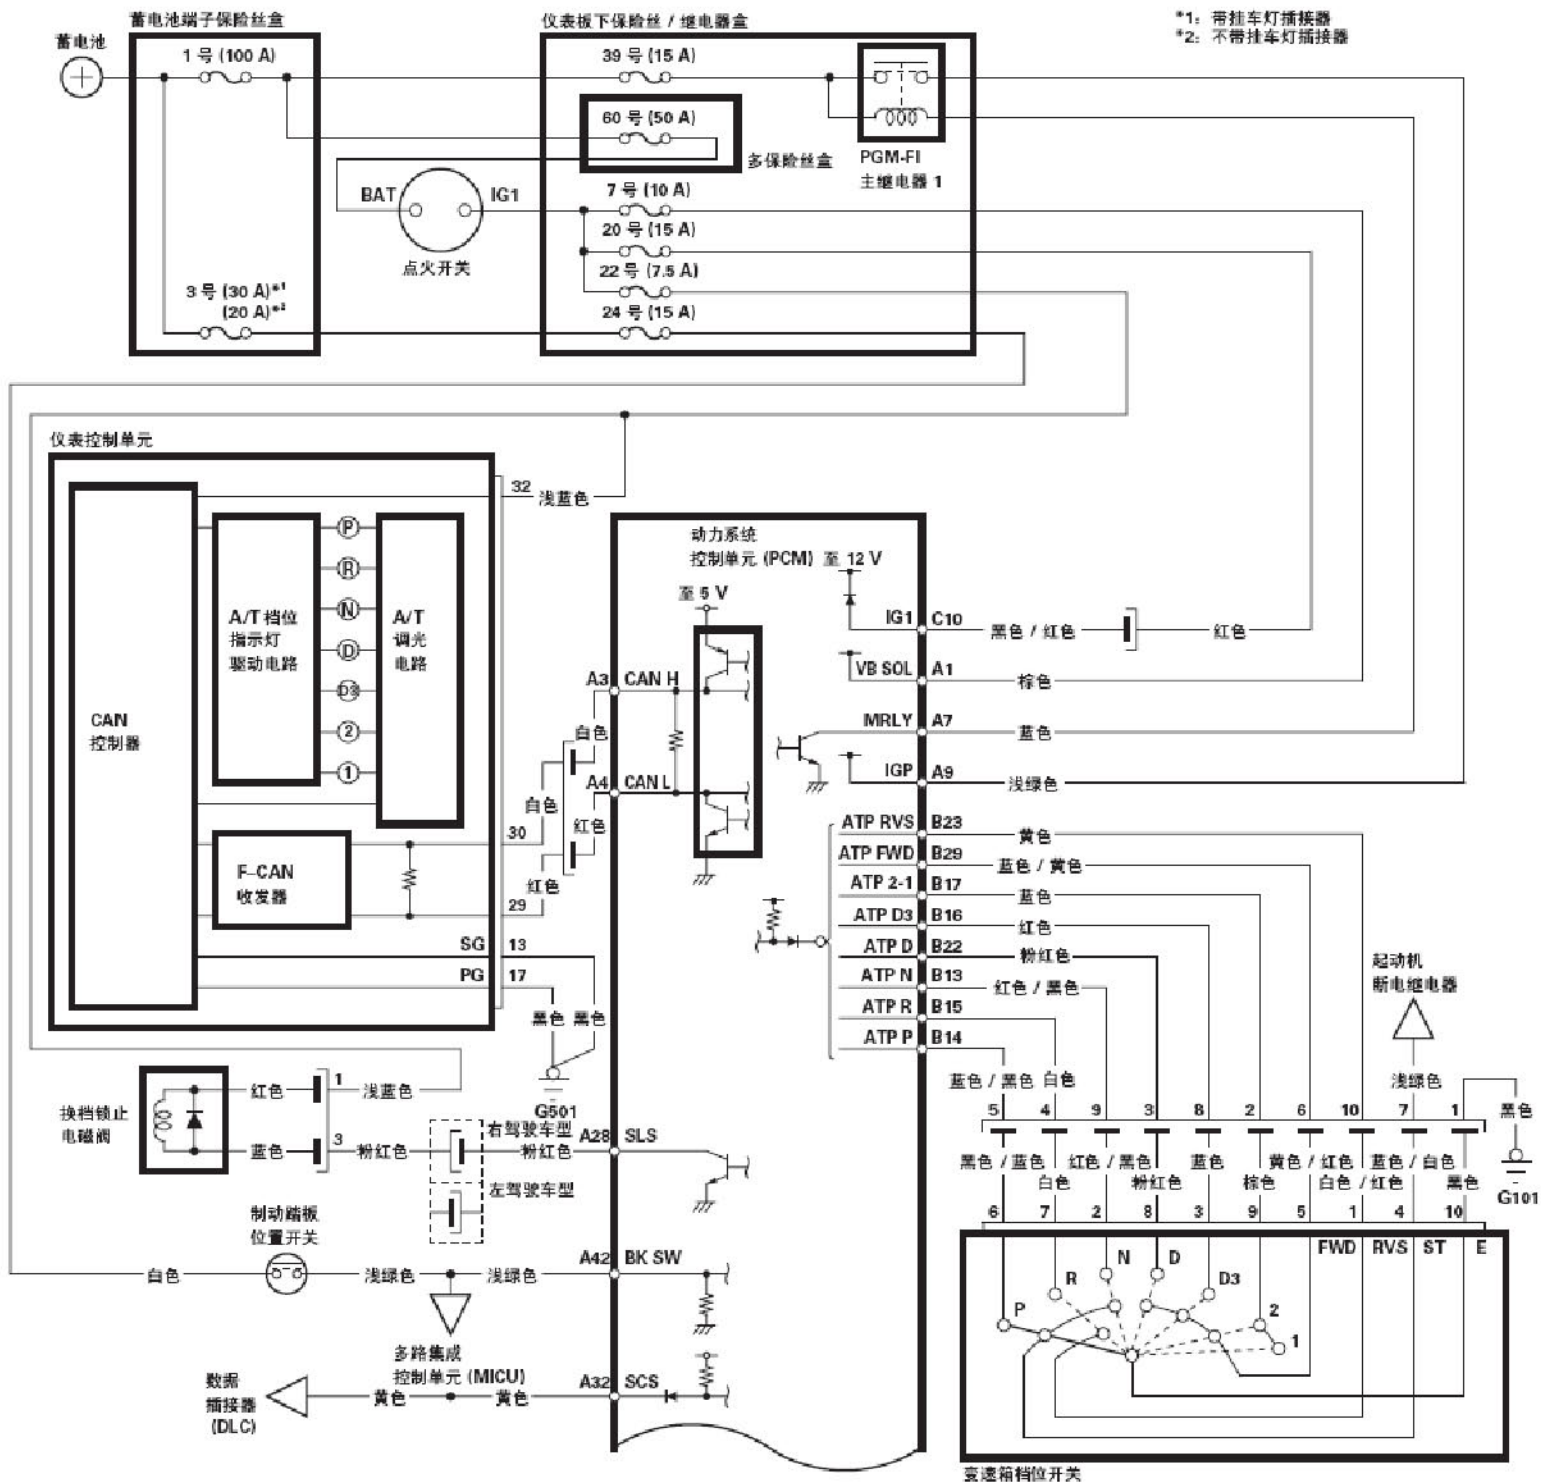 蓄电池端子保险丝盒
仪表板下保险丝 / 继电器盒
*1：带挂车灯插接器
*2：不带挂车灯插接器
蓄电池
1 号 (100 A)
39 号 (15 A)
60 号 (50 A)
多保险丝盒
PGM-FI
主继电器 1
BAT
IG1
点火开关
7 号 (10 A)
20 号 (15 A)
22 号 (7.5 A)
24 号 (15 A)
3 号 (30 A)*1
(20 A)*2
仪表控制单元
32
浅蓝色
CAN
控制器
A/T 档位
指示灯
驱动电路
P
R
N
D
D3
2
1
A/T
调光
电路
F-CAN
收发器
30
29
SG 13
PG 17
白色
红色
白色
红色
黑色 黑色
G501
动力系统
控制单元 (PCM)
至 12 V
至 5 V
A3 CAN H
A4 CAN L
IG1 C10
黑色 / 红色
红色
VB SOL A1
棕色
MRLY A7
蓝色
IGP A9
浅绿色
ATP RVS B23
黄色
ATP FWD B29
蓝色 / 黄色
ATP 2-1 B17
蓝色
ATP D3 B16
红色
ATP D B22
粉红色
ATP N B13
红色 / 黑色
ATP R B15
ATP P B14
蓝色 / 黑色 白色
起动机
断电继电器
浅绿色
黑色
G101
5 4 9 3 8 2 6 10 7 1
黑色 / 蓝色
白色
红色 / 黑色
粉红色
蓝色
棕色
黄色 / 红色
白色 / 红色
蓝色 / 白色
黑色
6 7 2 8 3 9 5 1 4 10
FWD RVS ST E
P
R
N
D
D3
2
1
变速箱档位开关
换档锁止
电磁阀
红色
1
浅蓝色
蓝色
3
粉红色
右驾驶车型
粉红色
左驾驶车型
A28 SLS
制动踏板
位置开关
白色
浅绿色
浅绿色
A42 BK SW
多路集成
控制单元 (MICU)
数据
插接器
(DLC)
黄色
黄色
A32 SCS